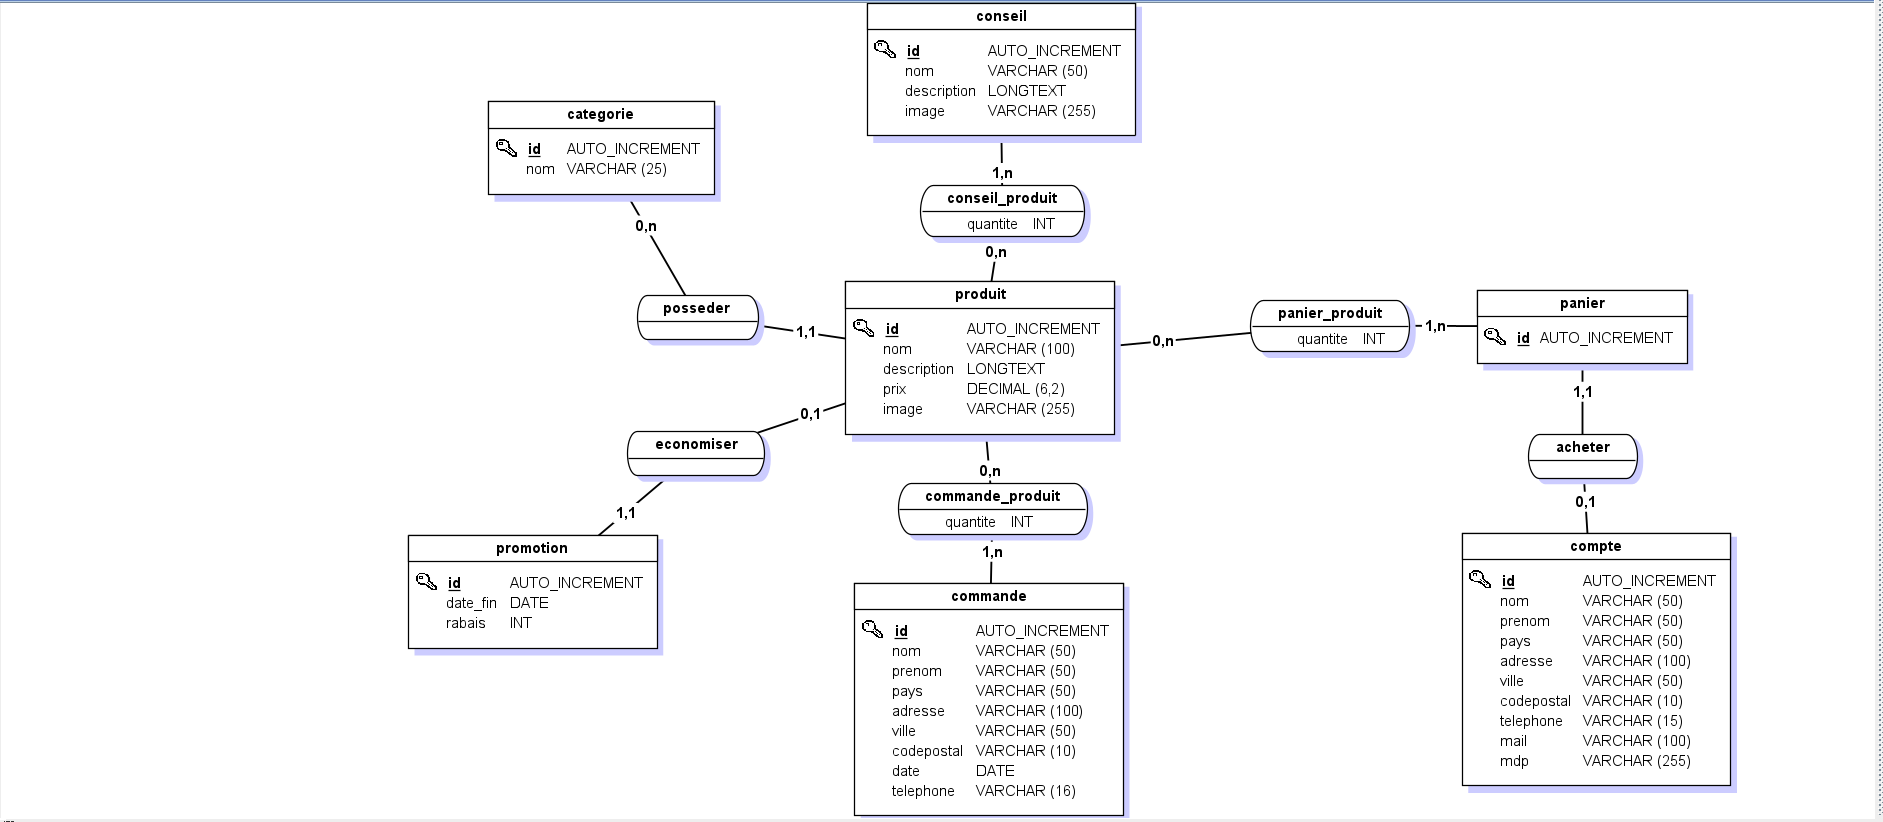 conseil
id AUTO_INCREMENT
nom VARCHAR (50)
description LONGTEXT
image VARCHAR (255)
1,n
conseil_produit
quantite INT
0,n
categorie
id AUTO_INCREMENT
nom VARCHAR (25)
0,n
posseder
1,1
produit
id AUTO_INCREMENT
nom VARCHAR (100)
description LONGTEXT
prix DECIMAL (6,2)
image VARCHAR (255)
0,n
panier_produit
quantite INT
1,n
panier
id AUTO_INCREMENT
1,1
acheter
0,1
0,1
economiser
1,1
promotion
id AUTO_INCREMENT
date_fin DATE
rabais INT
0,n
commande_produit
quantite INT
1,n
commande
id AUTO_INCREMENT
nom VARCHAR (50)
prenom VARCHAR (50)
pays VARCHAR (50)
adresse VARCHAR (100)
ville VARCHAR (50)
codepostal VARCHAR (10)
date DATE
telephone VARCHAR (16)
compte
id AUTO_INCREMENT
nom VARCHAR (50)
prenom VARCHAR (50)
pays VARCHAR (50)
adresse VARCHAR (100)
ville VARCHAR (50)
codepostal VARCHAR (10)
telephone VARCHAR (15)
mail VARCHAR (100)
mdp VARCHAR (255)